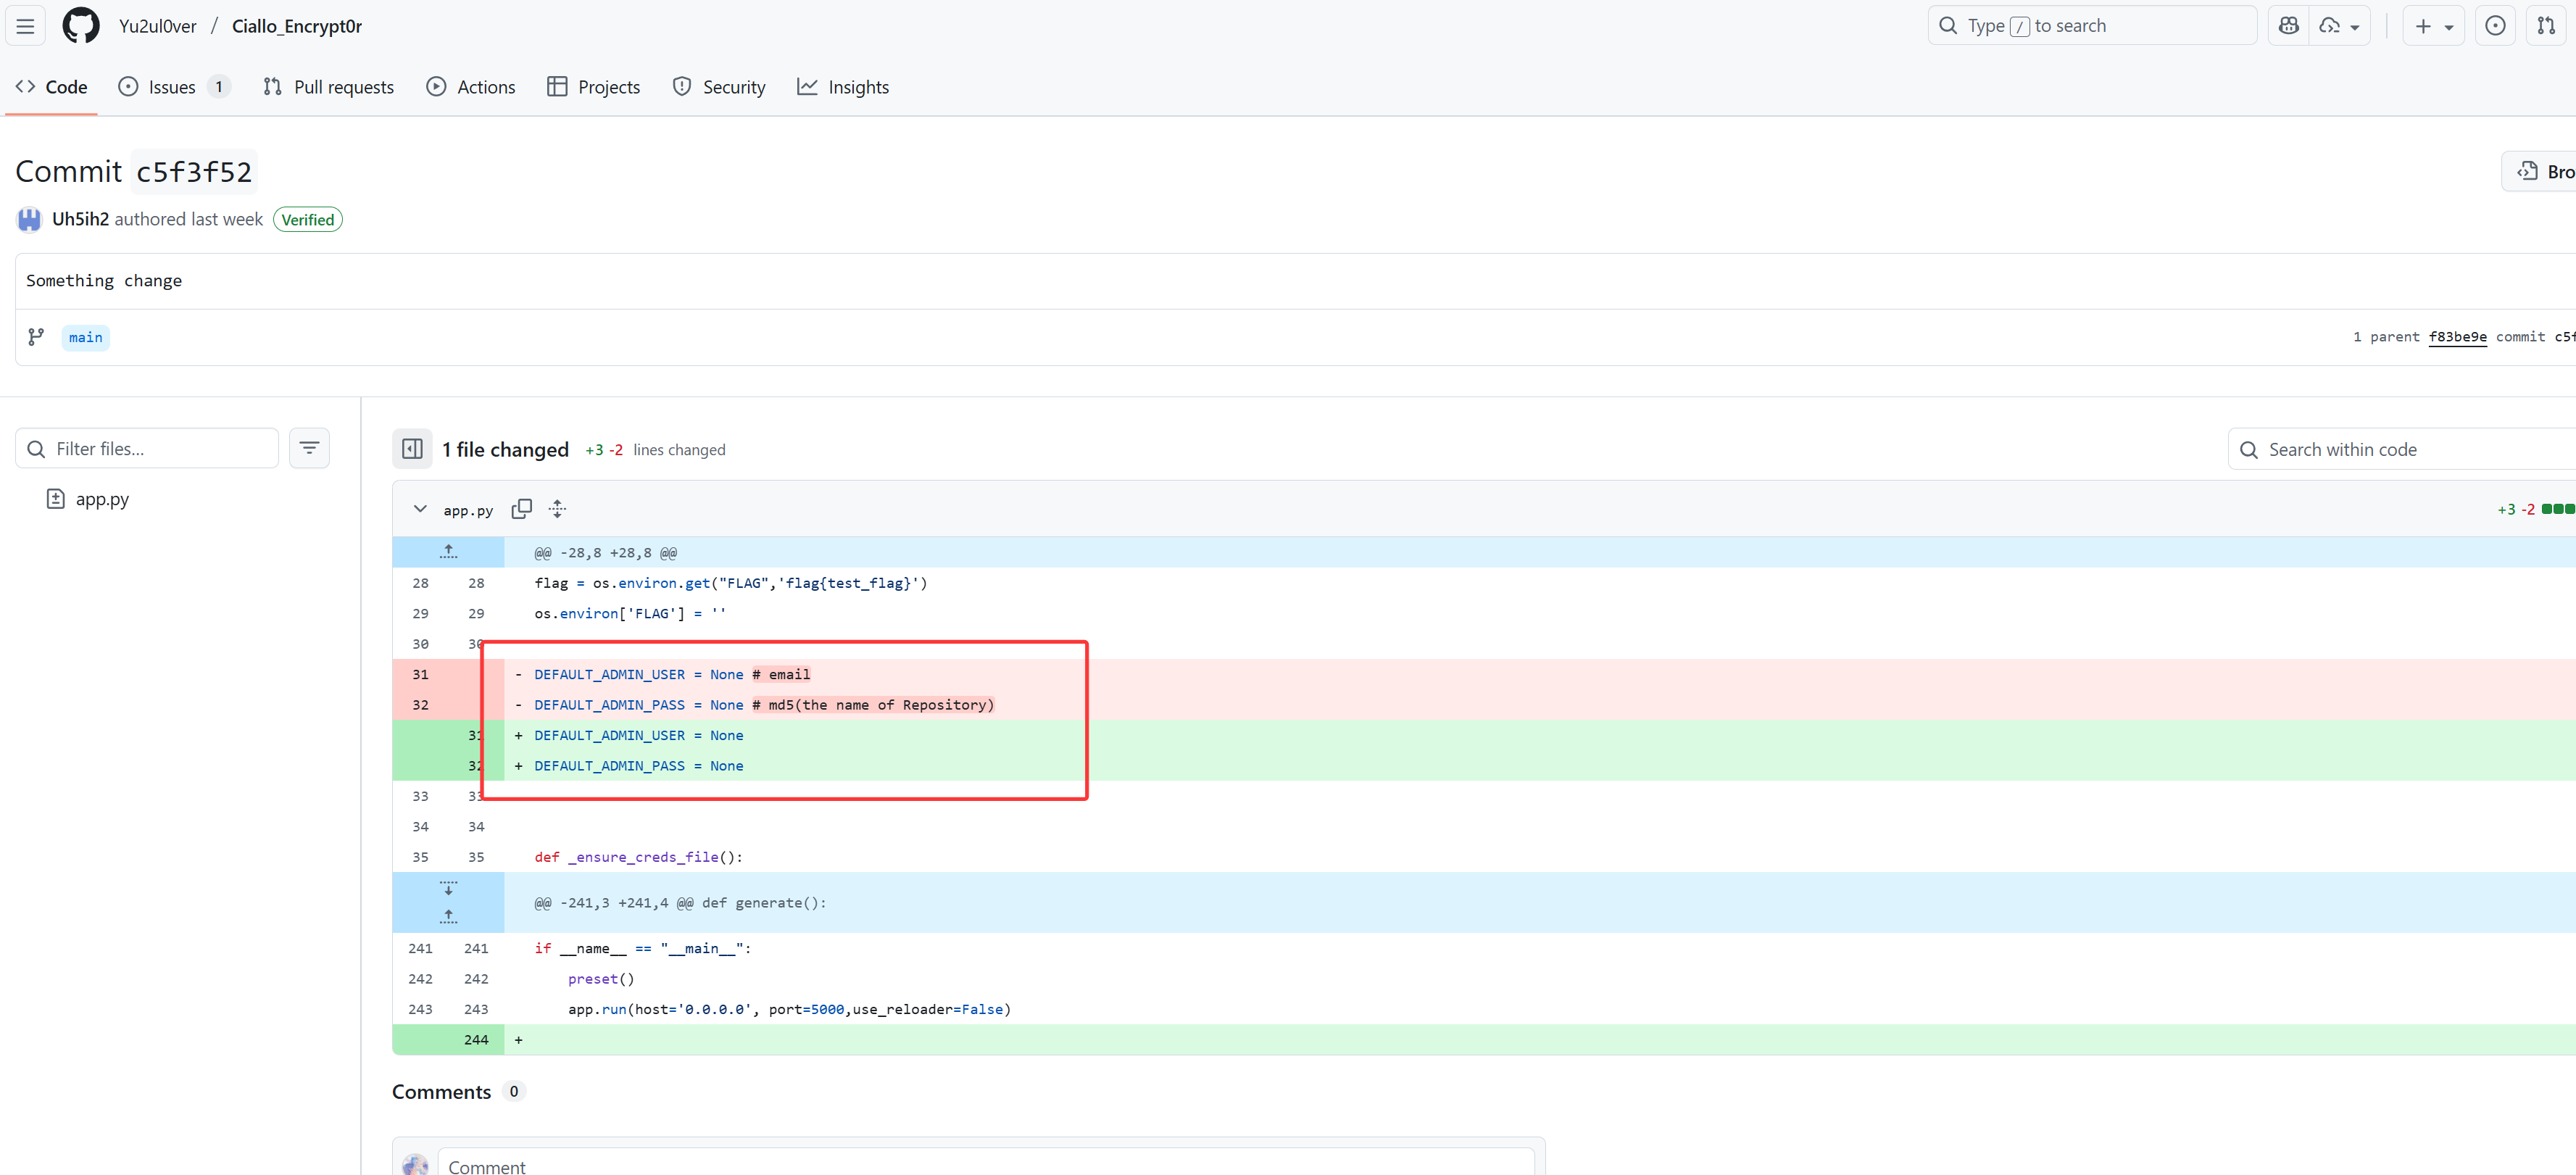 Yu2ul0ver / Ciallo_Encrypt0r
Type / to search
Code
Issues 1
Pull requests
Actions
Projects
Security
Insights
Commit c5f3f52
Bro
Uh5ih2 authored last week Verified
Something change
main
1 parent f83be9e commit c5f
Filter files...
app.py
1 file changed +3 -2 lines changed
Search within code
app.py
+3 -2
@@ -28,8 +28,8 @@
28 28 flag = os.environ.get("FLAG",'flag{test_flag}')
29 29 os.environ['FLAG'] = ''
30 30
31 - DEFAULT_ADMIN_USER = None # email
32 - DEFAULT_ADMIN_PASS = None # md5(the name of Repository)
31 + DEFAULT_ADMIN_USER = None
32 + DEFAULT_ADMIN_PASS = None
33 33
34 34
35 35 def _ensure_creds_file():
@@ -241,3 +241,4 @@ def generate():
241 241 if __name__ == "__main__":
242 242 preset()
243 243 app.run(host='0.0.0.0', port=5000,use_reloader=False)
244 +
Comments 0
Comment